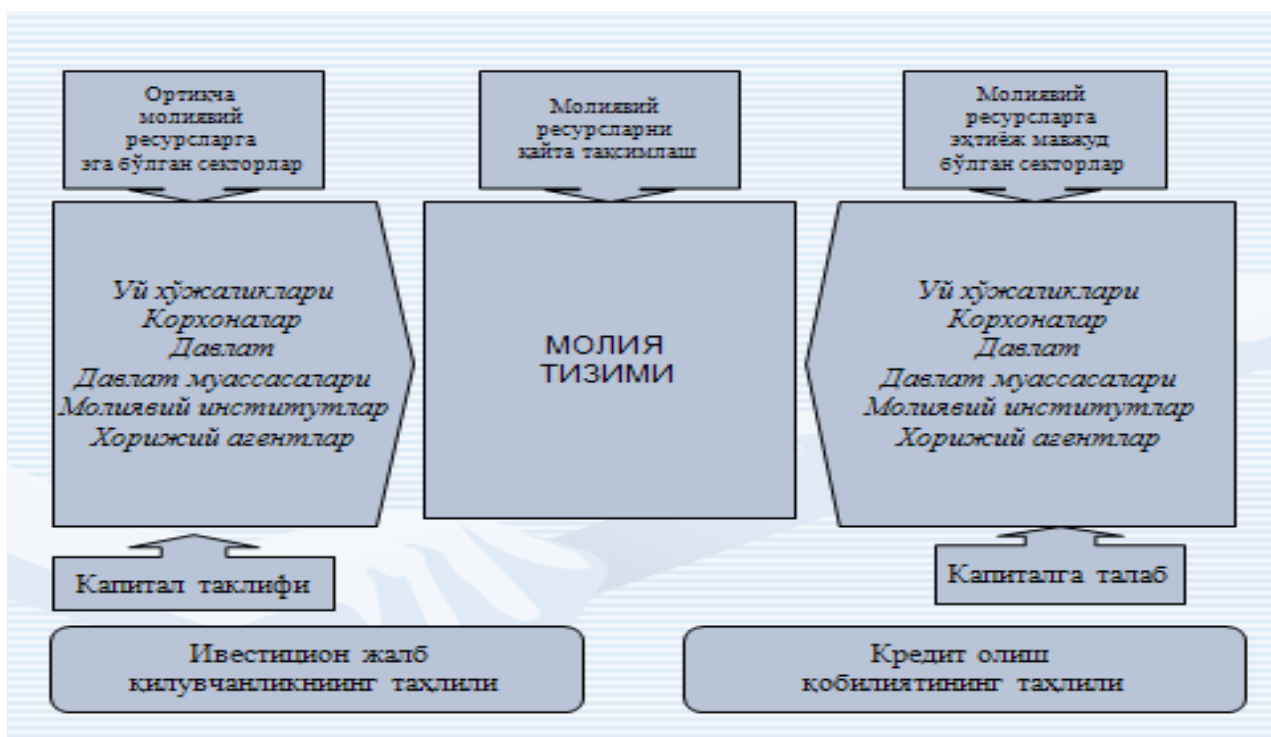 Ортиқча
молиявий
ресурсларга
эга бўлган секторлар
Молиявий
ресурсларни
қайта тақсимлаш
Молиявий
ресурсларга
эҳтиёж мавжуд
бўлган секторлар
Уй хўжаликлари
Корхоналар
Давлат
Давлат муассасалари
Молиявий институтлар
Хорижий агентлар
МОЛИЯ
ТИЗИМИ
Уй хўжаликлари
Корхоналар
Давлат
Давлат муассасалари
Молиявий институтлар
Хорижий агентлар
Капитал таклифи
Капиталга талаб
Ивестицион жалб
қилувчанликниинг таҳлили
Кредит олиш
қобилиятининг таҳлили